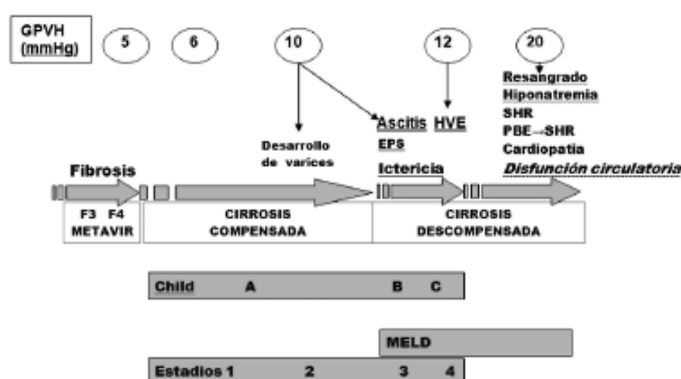 GPVH
(mmHg)
5
6
10
12
20
Resangrado
Hiponatremia
SHR
PBE→SHR
Cardiopatia
Disfunción circulatoria
Ascitis HVE
EPS
Desarrollo
de varices
Fibrosis
Ictericia
F3 F4
METAVIR
CIRROSIS
COMPENSADA
CIRROSIS
DESCOMPENSADA
Child A B C
MELD
Estadios 1 2 3 4